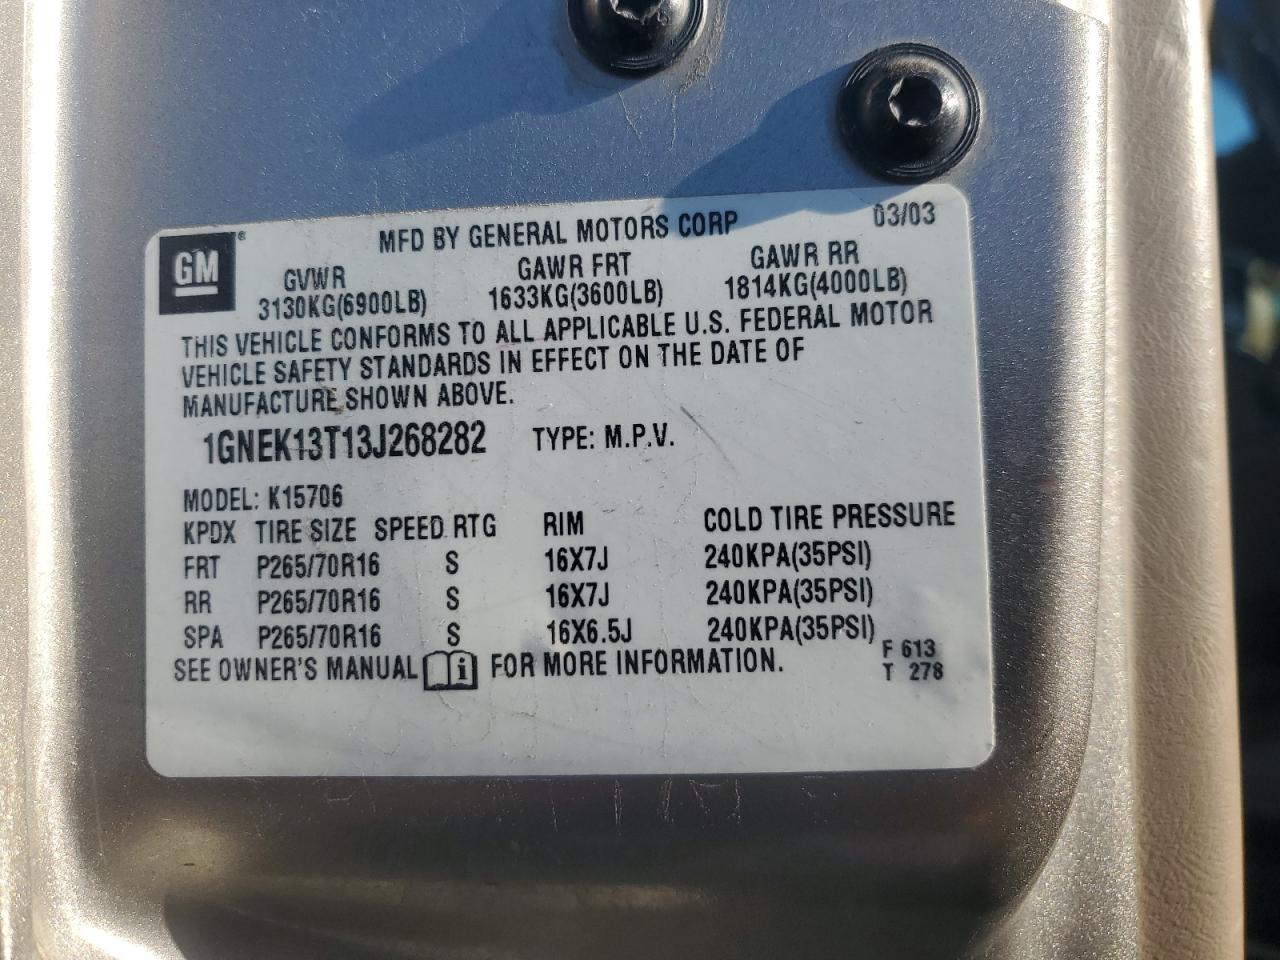 MFD BY GENERAL MOTORS CORP 03/03
GM ®
GVWR GAWR FRT GAWR RR
3130KG(6900LB) 1633KG(3600LB) 1814KG(4000LB)
THIS VEHICLE CONFORMS TO ALL APPLICABLE U.S. FEDERAL MOTOR
VEHICLE SAFETY STANDARDS IN EFFECT ON THE DATE OF
MANUFACTURE SHOWN ABOVE.
1GNEK13T13J268282 TYPE: M.P.V.
MODEL: K15706
KPDX TIRE SIZE SPEED RTG RIM COLD TIRE PRESSURE
FRT P265/70R16 S 16X7J 240KPA(35PSI)
RR P265/70R16 S 16X7J 240KPA(35PSI)
SPA P265/70R16 S 16X6.5J 240KPA(35PSI)
SEE OWNER'S MANUAL i FOR MORE INFORMATION.
F 613
T 278